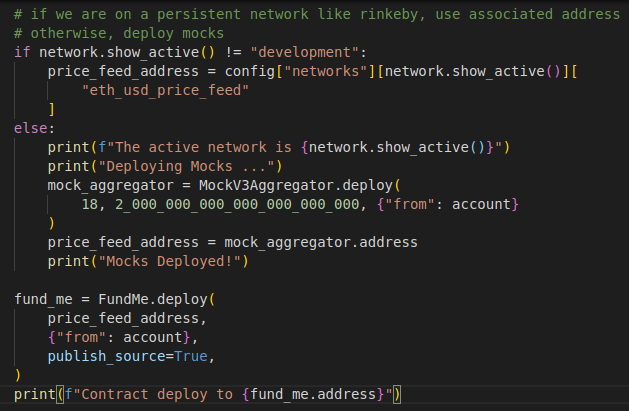 # if we are on a persistent network like rinkeby, use associated address
# otherwise, deploy mocks
if network.show_active() != "development":
price_feed_address = config["networks"][network.show_active()][
"eth_usd_price_feed"
]
else:
print(f"The active network is {network.show_active()}")
print("Deploying Mocks ...")
mock_aggregator = MockV3Aggregator.deploy(
18, 2_000_000_000_000_000_000_000, {"from": account}
)
price_feed_address = mock_aggregator.address
print("Mocks Deployed!")
fund_me = FundMe.deploy(
price_feed_address,
{"from": account},
publish_source=True,
)
print(f"Contract deploy to {fund_me.address}")